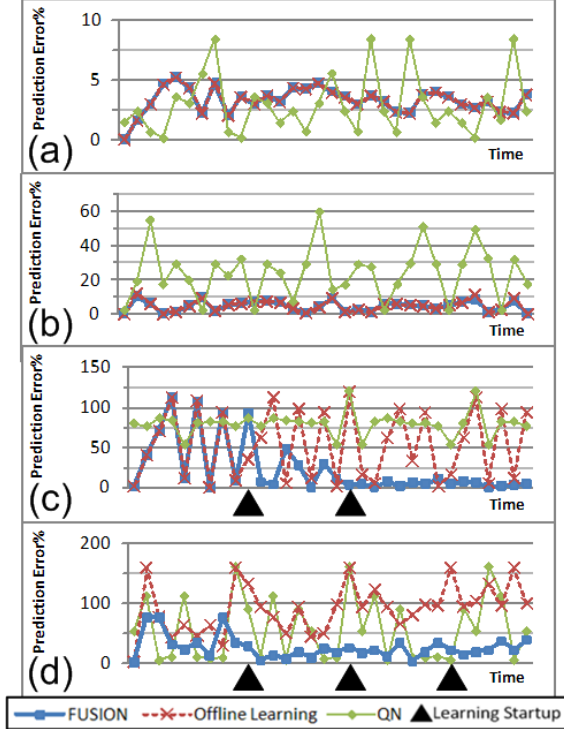 Prediction Error%
10
5
0
(a)
Time
Prediction Error%
60
40
20
0
(b)
Time
Prediction Error%
150
100
50
0
(c)
Time
Prediction Error%
200
100
0
(d)
Time
FUSION Offline Learning QN Learning Startup